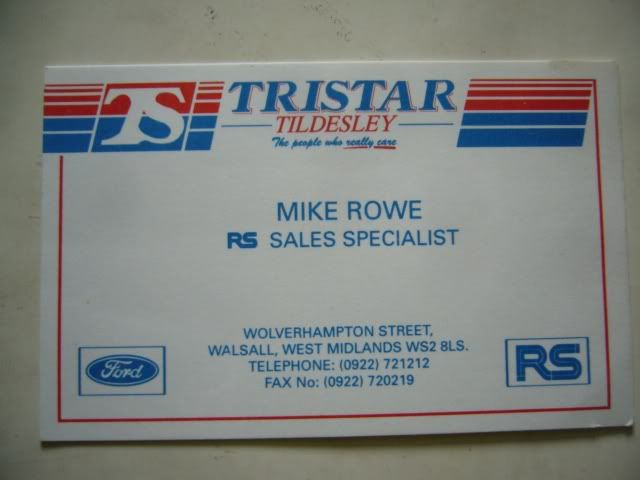 TS
TRISTAR
TILDESLEY
The people who really care
MIKE ROWE
RS SALES SPECIALIST
WOLVERHAMPTON STREET,
WALSALL, WEST MIDLANDS WS2 8LS.
TELEPHONE: (0922) 721212
FAX No: (0922) 720219
Ford
RS